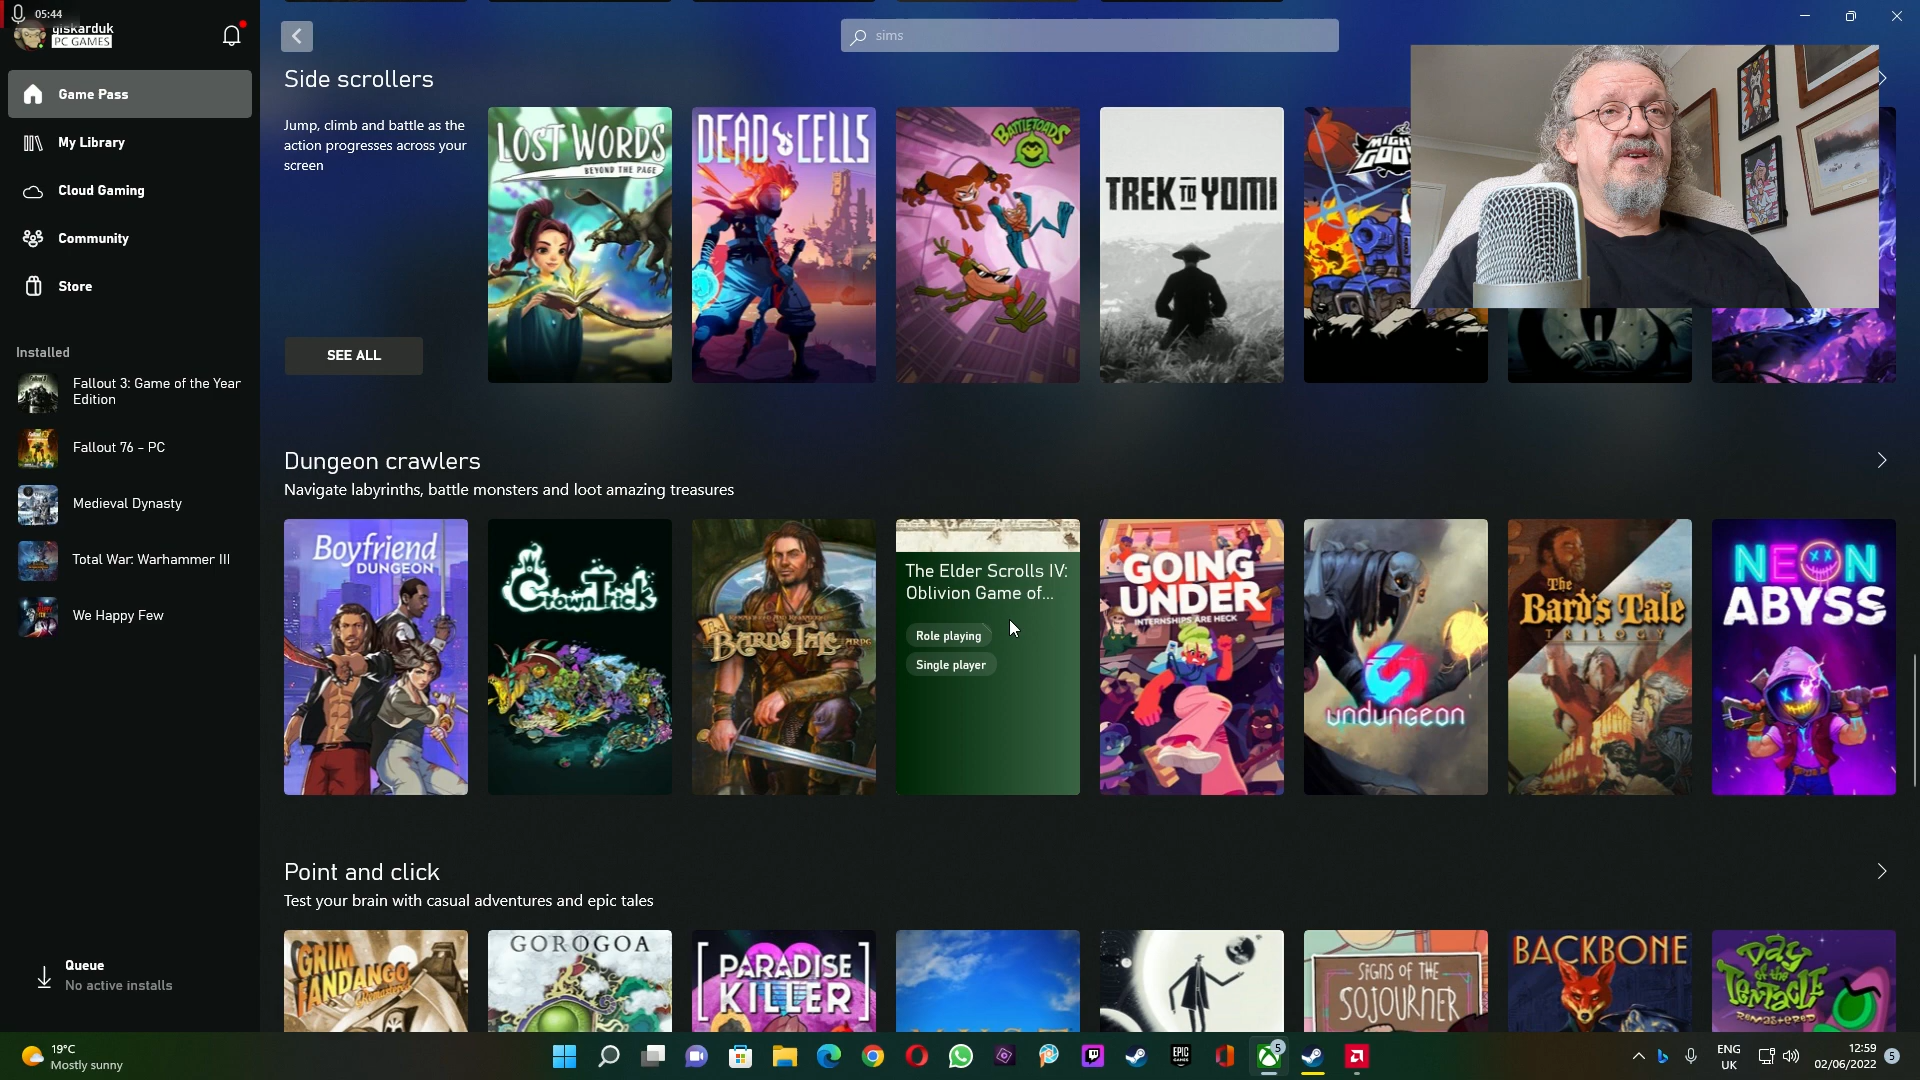 05:44
giskarduk
PC GAMES
sims
Game Pass
My Library
Cloud Gaming
Community
Store
Installed
Fallout 3: Game of the Year
Edition
Fallout 76 - PC
Medieval Dynasty
Total War: Warhammer III
We Happy Few
Queue
No active installs
Side scrollers
Jump, climb and battle as the
action progresses across your
screen
SEE ALL
LOST WORDS
BEYOND THE PAGE
DEAD CELLS
BATTLETOADS
TREK TO YOMI
Dungeon crawlers
Navigate labyrinths, battle monsters and loot amazing treasures
Boyfriend
DUNGEON
CrownTrick
The
BARD'S TALE
ARPG
The Elder Scrolls IV:
Oblivion Game of...
Role playing
Single player
GOING
UNDER
INTERNSHIPS ARE HECK
undungeon
The
Bard's Tale
TRILOGY
NEON
ABYSS
Point and click
Test your brain with casual adventures and epic tales
GRIM
FANDANGO
Remastered
GOROGOA
[PARADISE
KILLER]
SIGNS OF THE
SOJOURNER
BACKBONE
DAY
of the
TENTACLE
REMASTERED
19°C
Mostly sunny
EPIC
GAMES
5
ENG
UK
12:59
02/06/2022
5